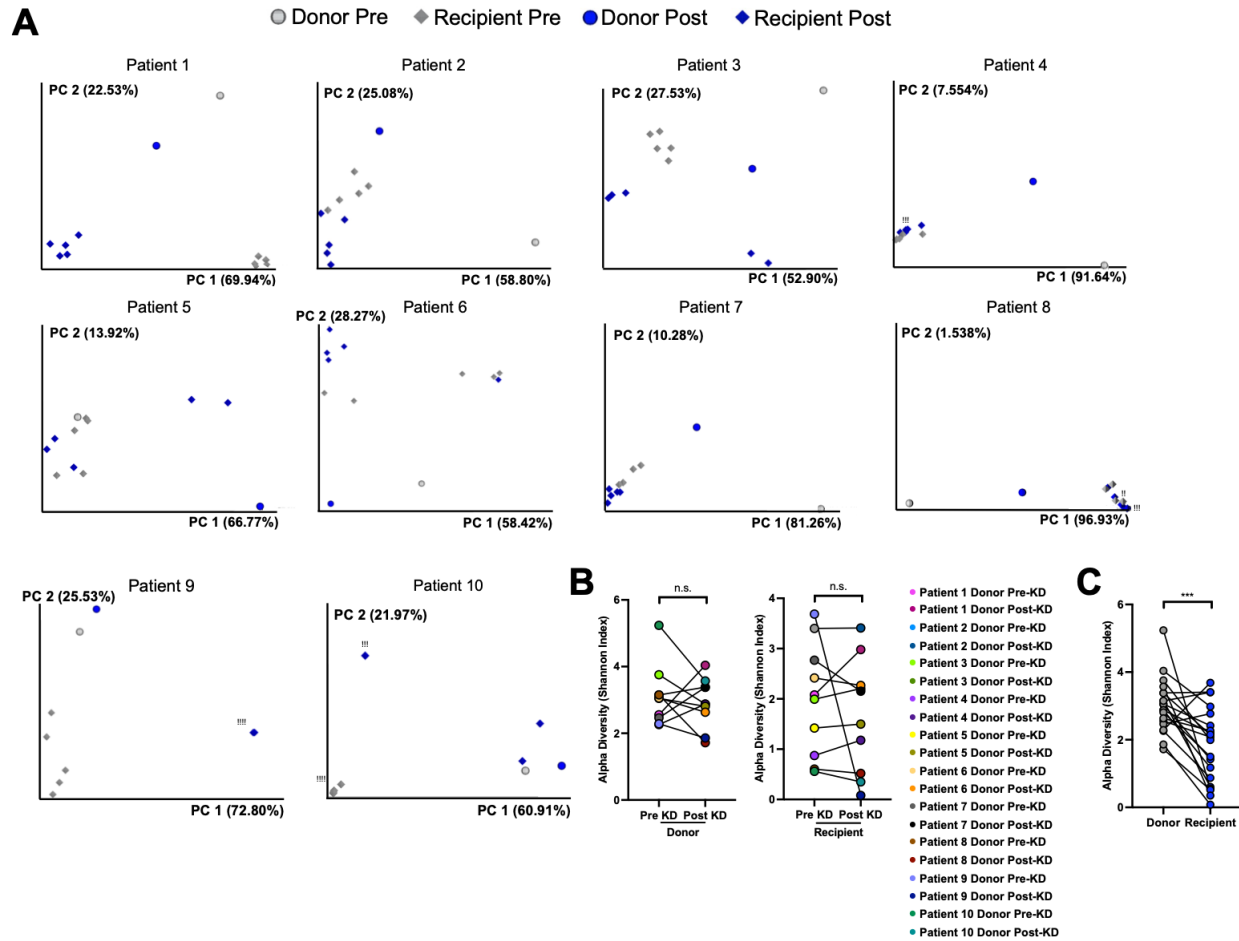 A
Donor Pre Recipient Pre Donor Post Recipient Post
Patient 1
PC 2 (22.53%)
PC 1 (69.94%)
Patient 2
PC 2 (25.08%)
PC 1 (58.80%)
Patient 3
PC 2 (27.53%)
PC 1 (52.90%)
Patient 4
PC 2 (7.554%)
!!!
PC 1 (91.64%)
Patient 5
PC 2 (13.92%)
PC 1 (66.77%)
Patient 6
PC 2 (28.27%)
PC 1 (58.42%)
Patient 7
PC 2 (10.28%)
PC 1 (81.26%)
Patient 8
PC 2 (1.538%)
!!
!!!
PC 1 (96.93%)
Patient 9
PC 2 (25.53%)
!!!!
PC 1 (72.80%)
Patient 10
PC 2 (21.97%)
!!!
!!!!
PC 1 (60.91%)
B
Alpha Diversity (Shannon Index)
6
4
2
0
n.s.
Pre KD Post KD
Donor
Alpha Diversity (Shannon Index)
4
3
2
1
0
n.s.
Pre KD Post KD
Recipient
Patient 1 Donor Pre-KD
Patient 1 Donor Post-KD
Patient 2 Donor Pre-KD
Patient 2 Donor Post-KD
Patient 3 Donor Pre-KD
Patient 3 Donor Post-KD
Patient 4 Donor Pre-KD
Patient 4 Donor Post-KD
Patient 5 Donor Pre-KD
Patient 5 Donor Post-KD
Patient 6 Donor Pre-KD
Patient 6 Donor Post-KD
Patient 7 Donor Pre-KD
Patient 7 Donor Post-KD
Patient 8 Donor Pre-KD
Patient 8 Donor Post-KD
Patient 9 Donor Pre-KD
Patient 9 Donor Post-KD
Patient 10 Donor Pre-KD
Patient 10 Donor Post-KD
C
Alpha Diversity (Shannon Index)
6
4
2
0
***
Donor Recipient